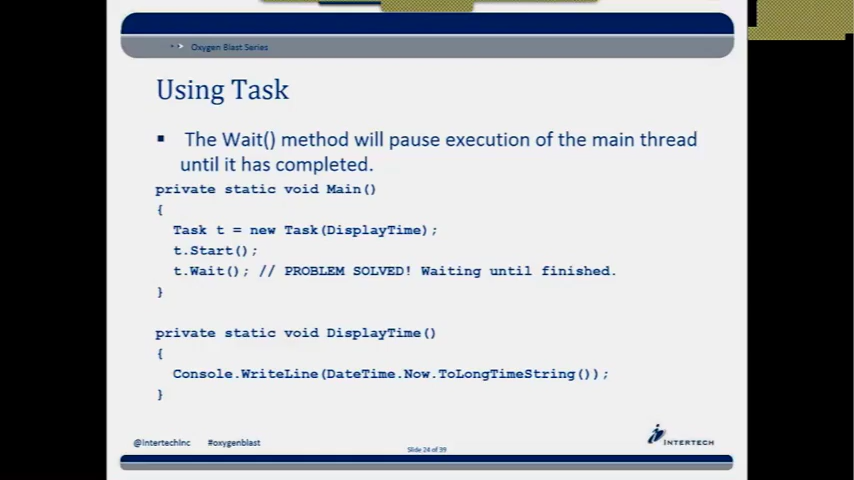 Oxygen Blast Series
Using Task
▪ The Wait() method will pause execution of the main thread
until it has completed.
private static void Main()
{
Task t = new Task(DisplayTime);
t.Start();
t.Wait(); // PROBLEM SOLVED! Waiting until finished.
}
private static void DisplayTime()
{
Console.WriteLine(DateTime.Now.ToLongTimeString());
}
@IntertechInc #oxygenblast
Slide 24 of 39
INTERTECH